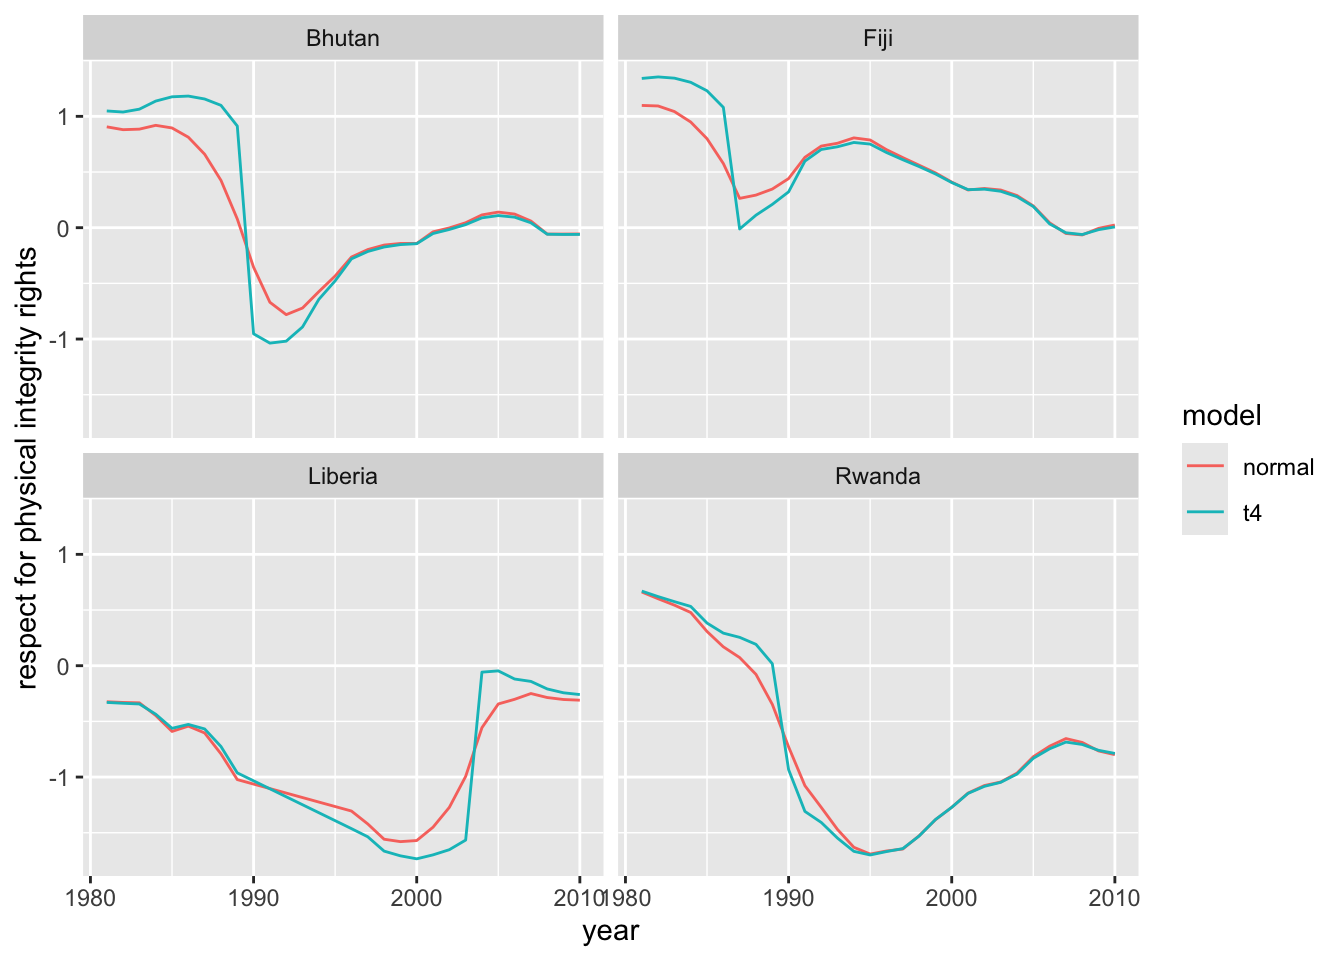 Bhutan
Fiji
1
0
-1
Liberia
Rwanda
1
0
-1
1980
1990
2000
2010
1980
1990
2000
2010
year
respect for physical integrity rights
model
normal
t4